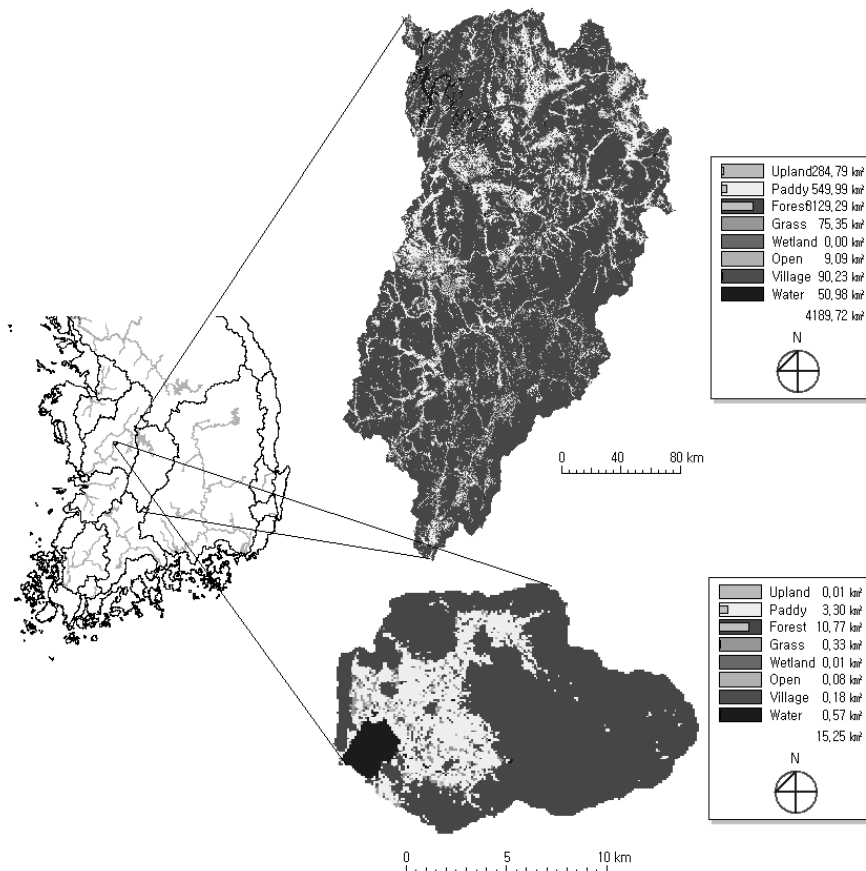 Upland 284,79 km²
Paddy 549,99 km²
Forest 8129,29 km²
Grass 75,35 km²
Wetland 0,00 km²
Open 9,09 km²
Village 90,23 km²
Water 50,98 km²
4189,72 km²
N
0 40 80 km
Upland 0,01 km²
Paddy 3,30 km²
Forest 10,77 km²
Grass 0,33 km²
Wetland 0,01 km²
Open 0,08 km²
Village 0,18 km²
Water 0,57 km²
15,25 km²
N
0 5 10 km